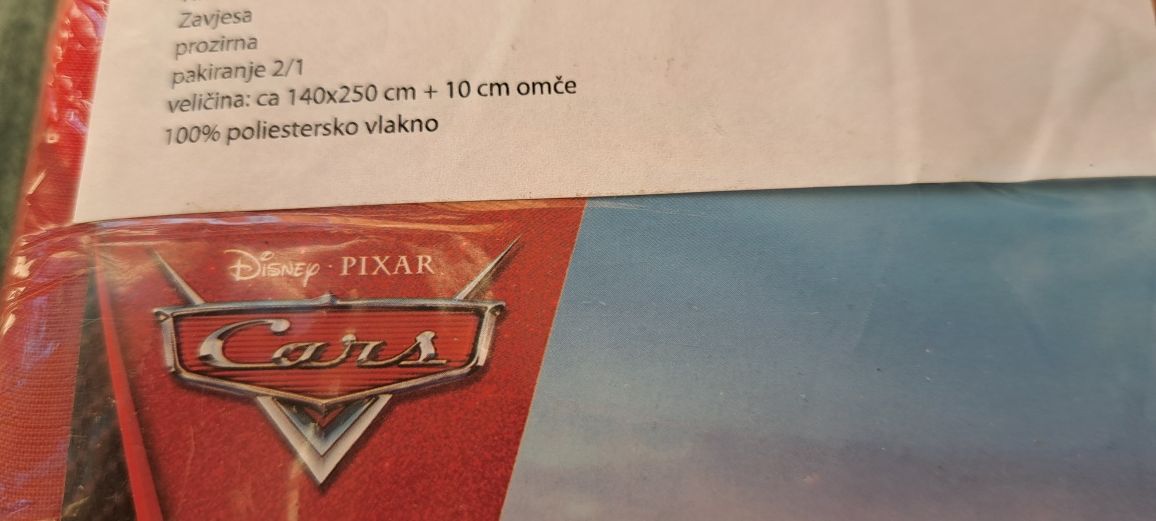 Zavjesa
prozirna
pakiranje 2/1
veličina: ca 140x250 cm + 10 cm omče
100% poliestersko vlakno
Disney · PIXAR
Cars